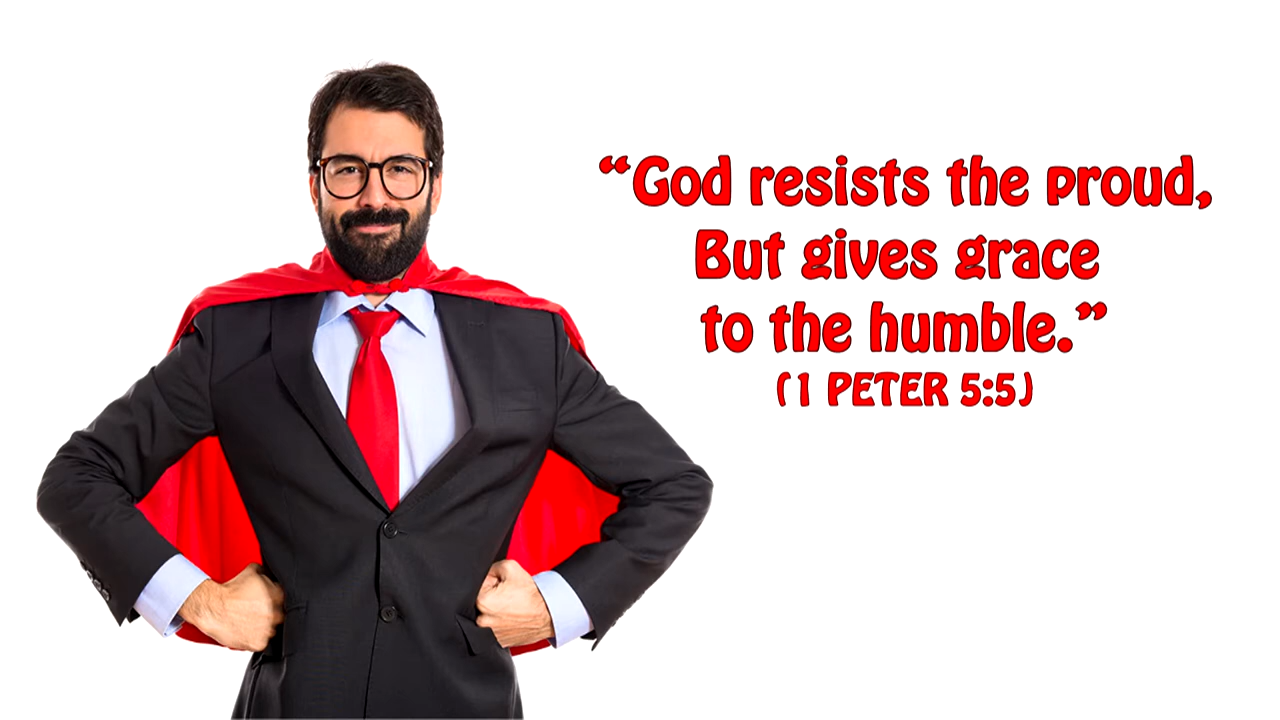 “God resists the proud,
But gives grace
to the humble.”
(1 PETER 5:5)